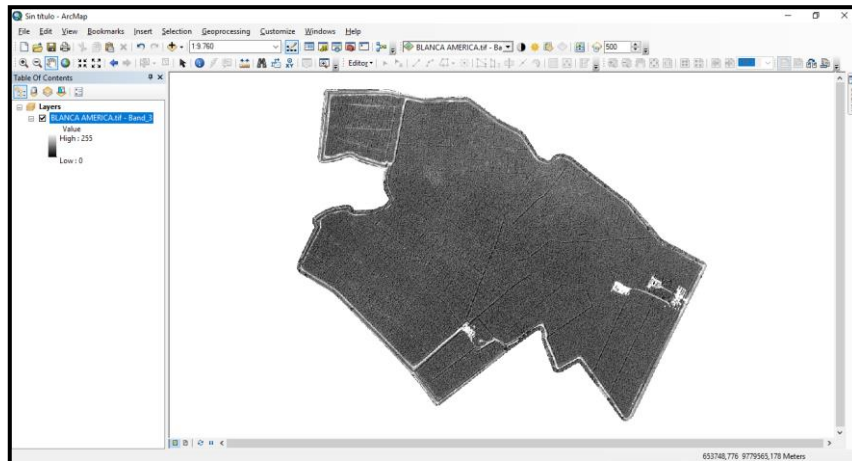 Sin título - ArcMap
File Edit View Bookmarks Insert Selection Geoprocessing Customize Windows Help
1:9.760 BLANCA AMERICA.tif - Ba 500
Editor
Table Of Contents
Layers
BLANCA AMERICA.tif - Band_3
Value
High : 255
Low : 0
653748,776 9779565,178 Meters